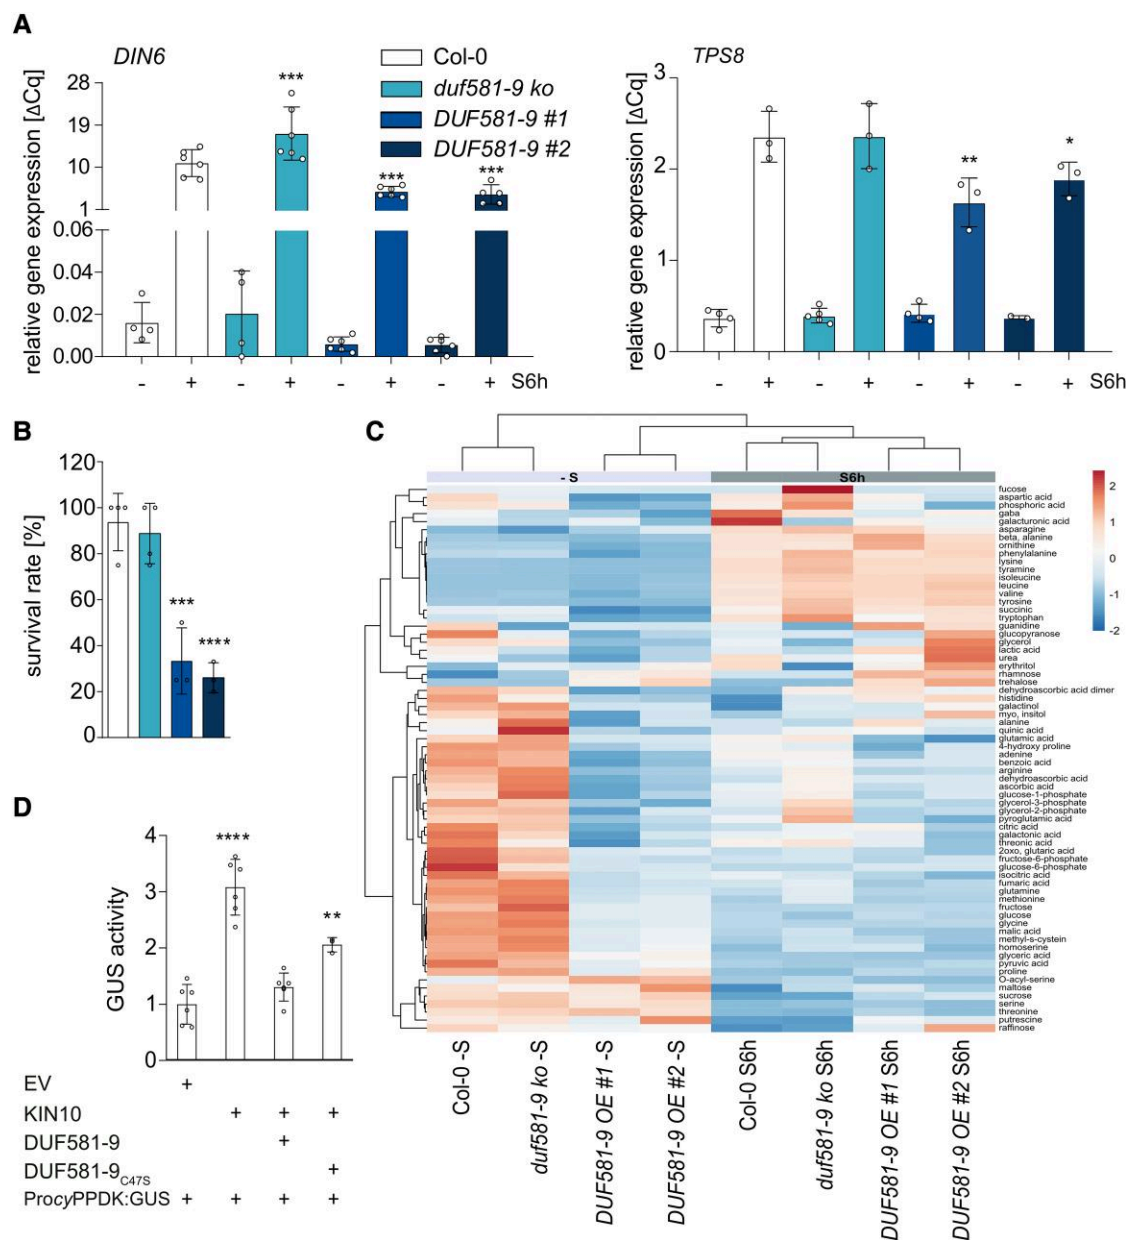 A
DIN6
relative gene expression [ΔCq]
28
19
10
1
0.06
0.04
0.02
0.00
***
***
***
- + - + - + - + S6h
Col-0
duf581-9 ko
DUF581-9 #1
DUF581-9 #2
TPS8
relative gene expression [ΔCq]
3
2
1
0
**
*
- + - + - + - + S6h
B
survival rate [%]
120
100
80
60
40
20
0
***
****
C
- S
S6h
2
1
0
-1
-2
fucose
aspartic acid
phosphoric acid
gaba
galacturonic acid
asparagine
beta, alanine
ornithine
phenylalanine
lysine
tyramine
isoleucine
leucine
valine
tyrosine
succinic
tryptophan
guanidine
glucopyranose
glycerol
lactic acid
urea
erythritol
rhamnose
trehalose
dehydroascorbic acid dimer
histidine
galactinol
myo, insitol
alanine
quinic acid
glutamic acid
4-hydroxy proline
adenine
benzoic acid
arginine
dehydroascorbic acid
ascorbic acid
glucose-1-phosphate
glycerol-3-phosphate
glycerol-2-phosphate
pyroglutamic acid
citric acid
galactonic acid
threonic acid
2oxo, glutaric acid
fructose-6-phosphate
glucose-6-phosphate
isocitric acid
fumaric acid
glutamine
methionine
fructose
glucose
glycine
malic acid
methyl-s-cystein
homoserine
glyceric acid
pyruvic acid
proline
O-acyl-serine
maltose
sucrose
serine
threonine
putrescine
raffinose
Col-0 -S
duf581-9 ko -S
DUF581-9 OE #1 -S
DUF581-9 OE #2 -S
Col-0 S6h
duf581-9 ko S6h
DUF581-9 OE #1 S6h
DUF581-9 OE #2 S6h
D
GUS activity
4
3
2
1
0
****
**
EV +
KIN10 + + +
DUF581-9 +
DUF581-9C47S +
ProcyPPDK:GUS + + + +